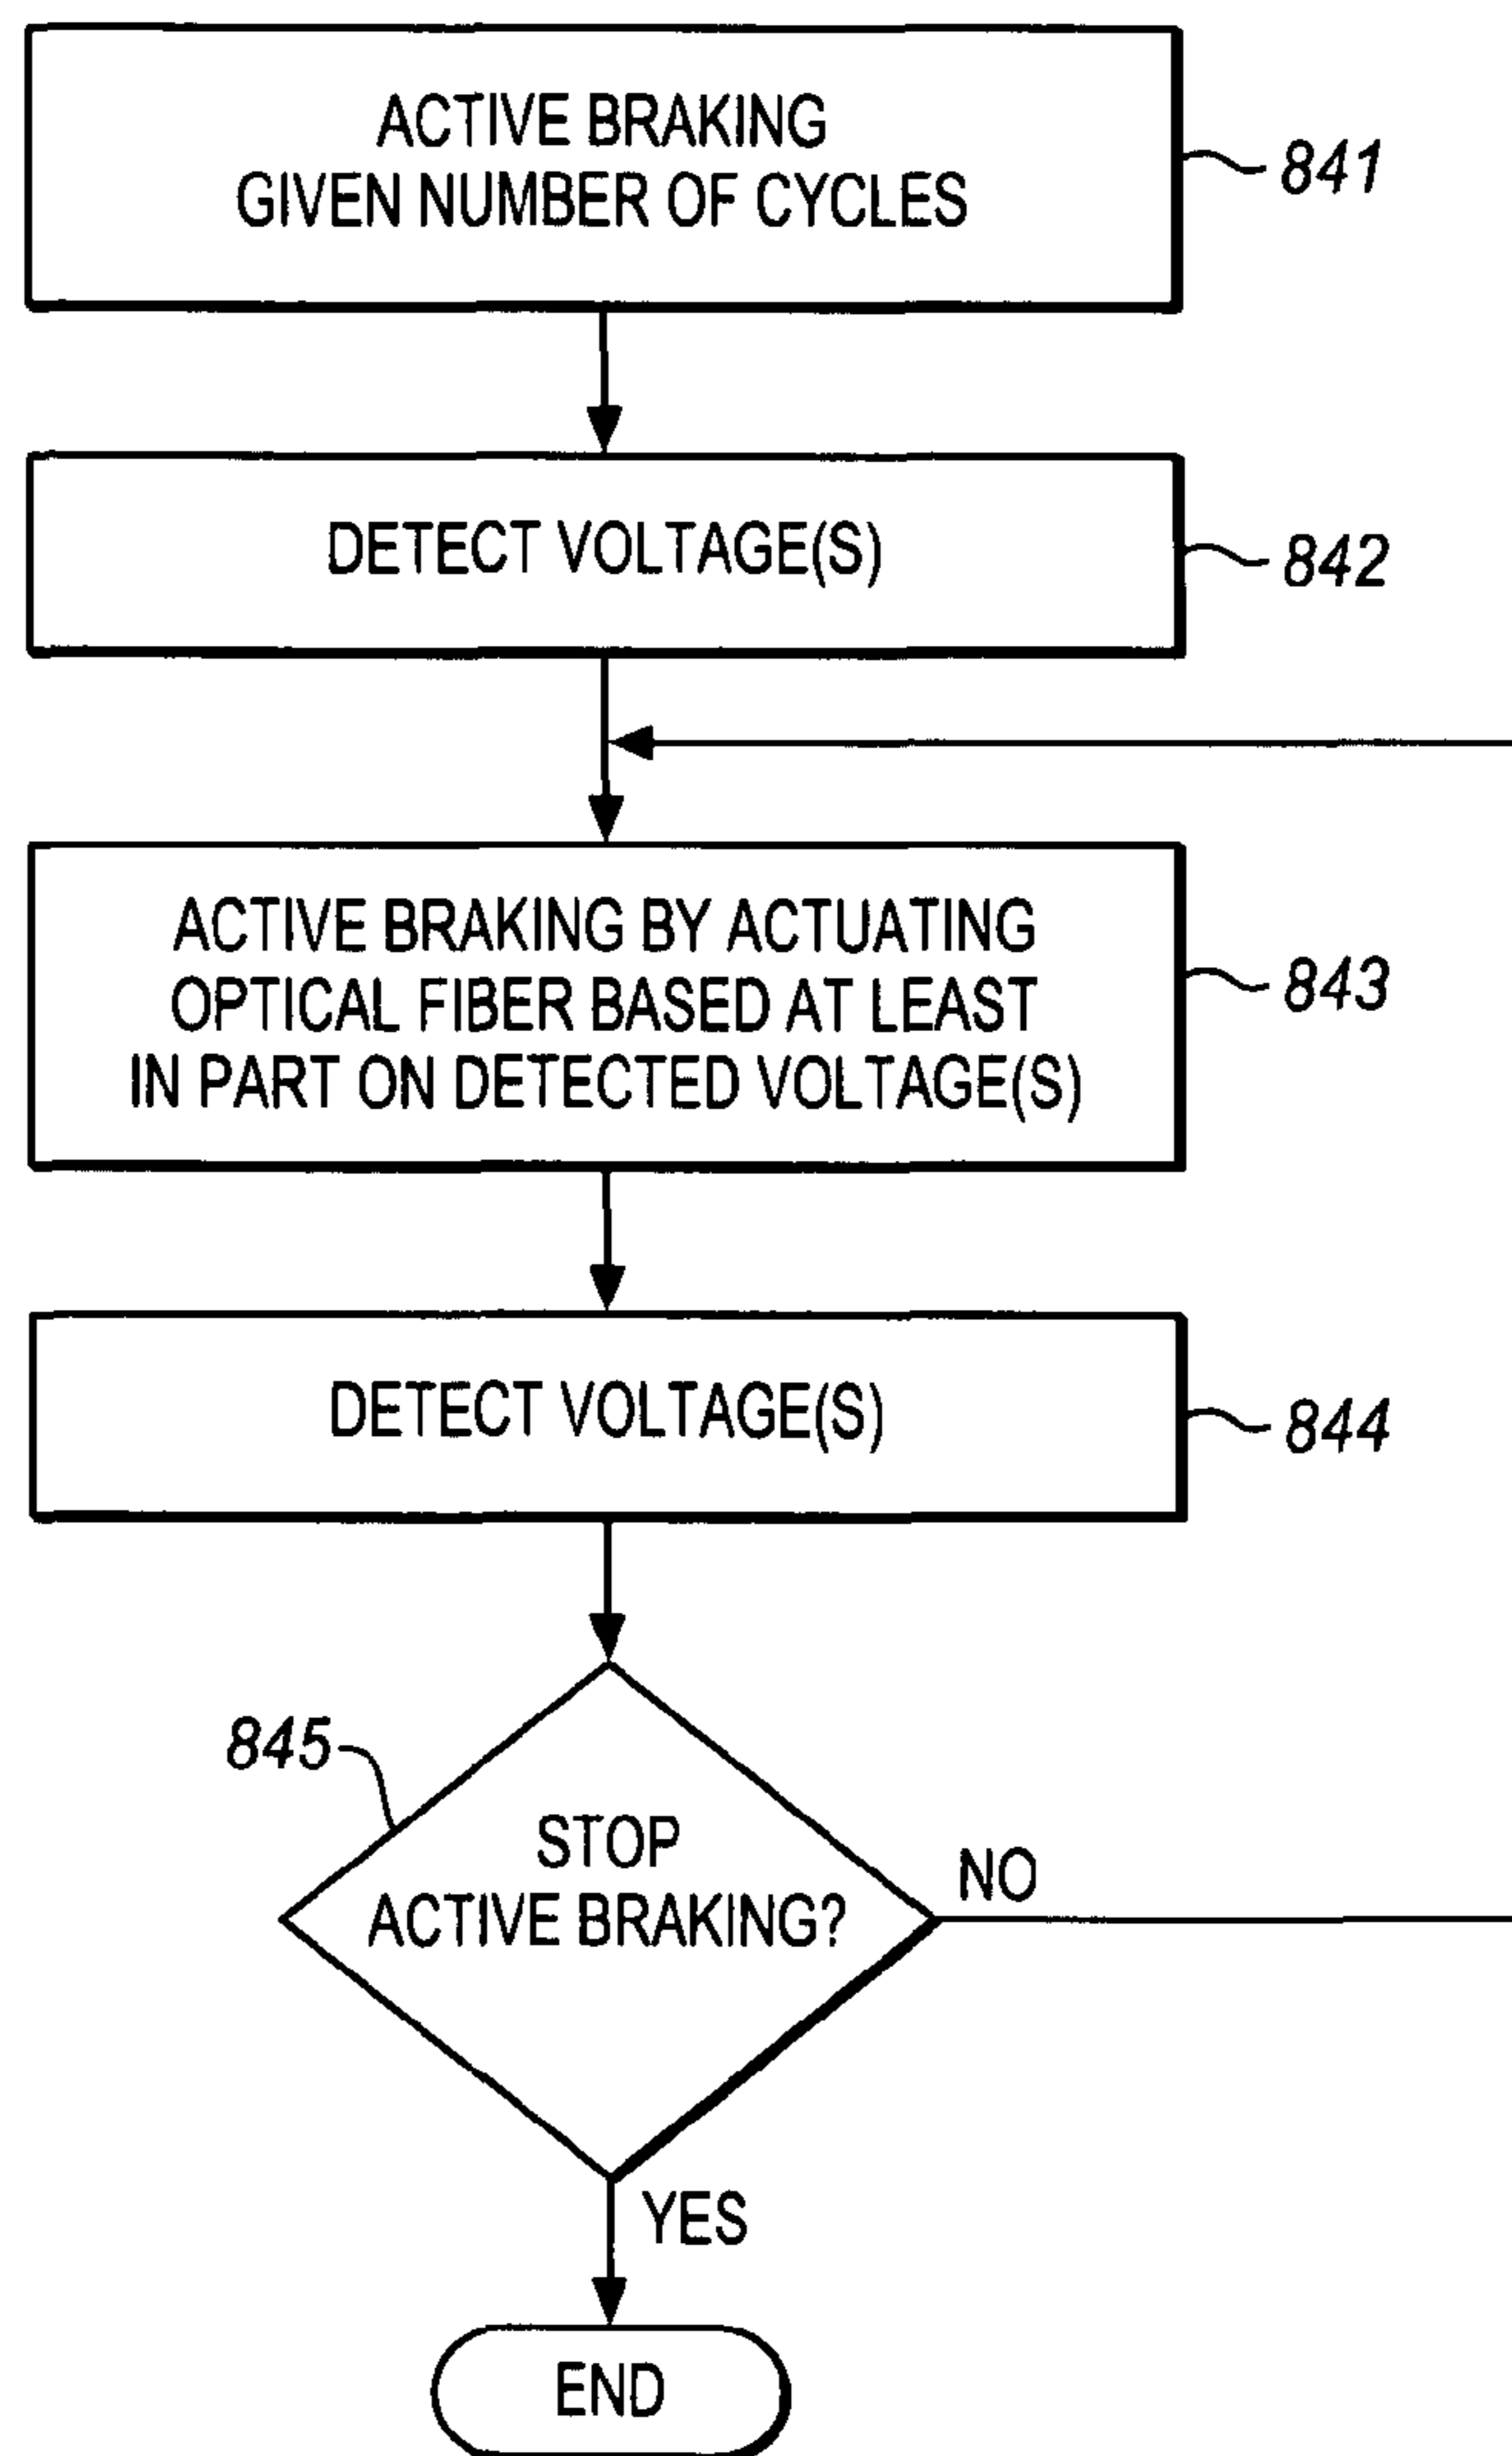 ACTIVE BRAKING
GIVEN NUMBER OF CYCLES
841
DETECT VOLTAGE(S)
842
ACTIVE BRAKING BY ACTUATING
OPTICAL FIBER BASED AT LEAST
IN PART ON DETECTED VOLTAGE(S)
843
DETECT VOLTAGE(S)
844
845
STOP
ACTIVE BRAKING?
NO
YES
END